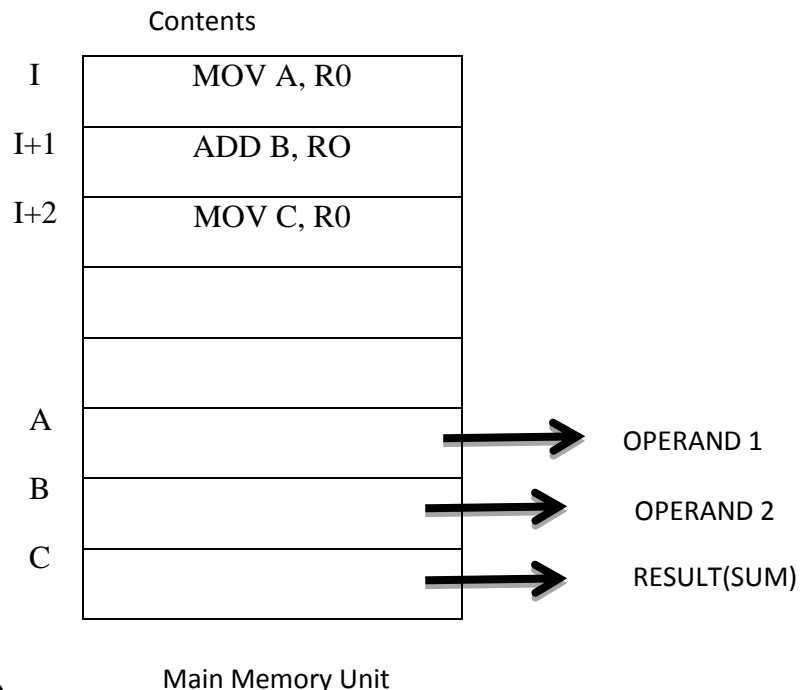 Contents
I MOV A, R0
I+1 ADD B, RO
I+2 MOV C, R0
A OPERAND 1
B OPERAND 2
C RESULT(SUM)
Main Memory Unit